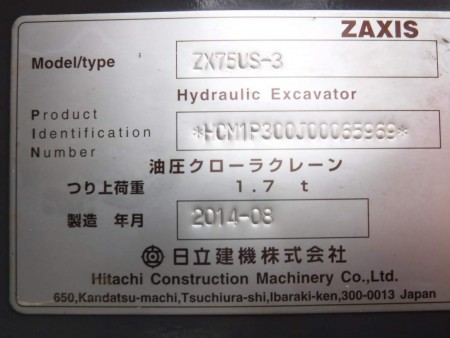 ZAXIS
Model/type ZX75US-3
Hydraulic Excavator
Product
Identification *HCM1P300J00065969*
Number
油圧クローラクレーン
つり上荷重 1.7 t
製造 年月 2014-08
日立建機株式会社
Hitachi Construction Machinery Co.,Ltd.
650,Kandatsu-machi,Tsuchiura-shi,Ibaraki-ken,300-0013 Japan